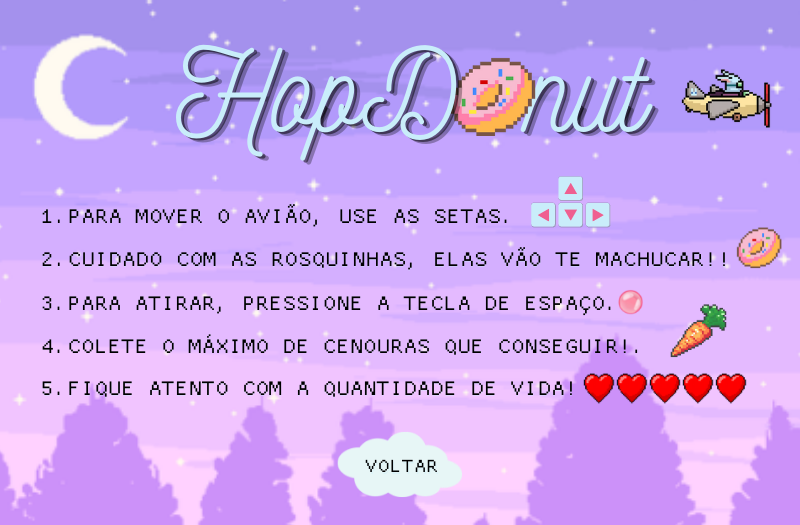 HopDonut
1. PARA MOVER O AVIÃO, USE AS SETAS.
2. CUIDADO COM AS ROSQUINHAS, ELAS VÃO TE MACHUCAR!!
3. PARA ATIRAR, PRESSIONE A TECLA DE ESPAÇO.
4. COLETE O MÁXIMO DE CENOURAS QUE CONSEGUIR!.
5. FIQUE ATENTO COM A QUANTIDADE DE VIDA!
VOLTAR